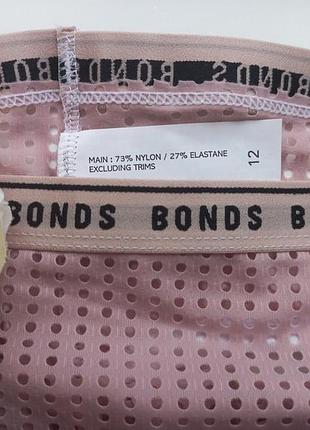 BONDS BONDS
MAIN : 73% NYLON / 27% ELASTANE
EXCLUDING TRIMS
12
BONDS BONDS B